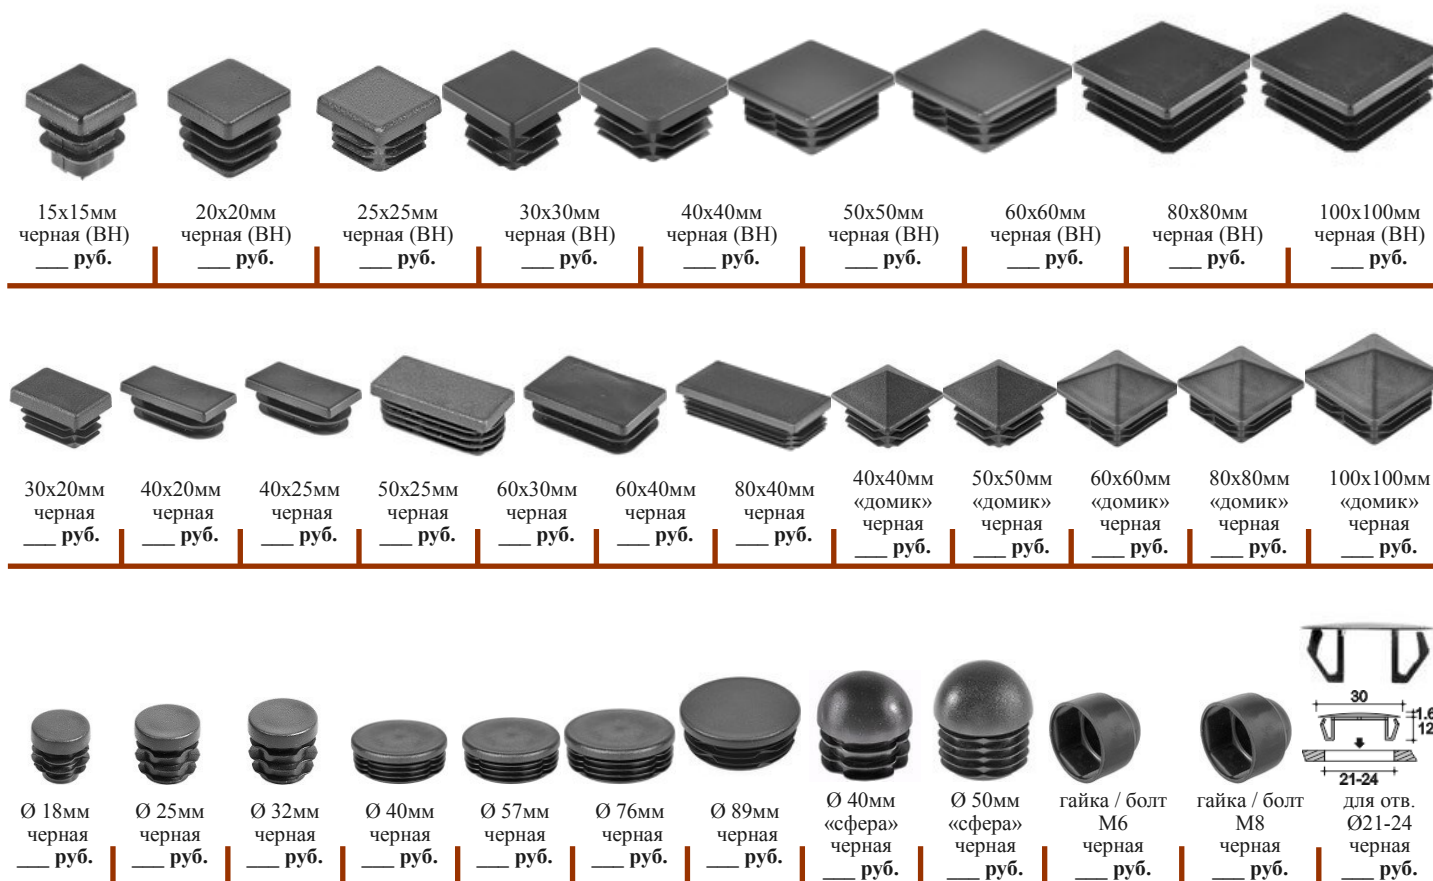 15х15мм 20х20мм 25х25мм 30х30мм 40х40мм 50х50мм 60х60мм 80х80мм 100х100мм
черная (ВН) черная (ВН) черная (ВН) черная (ВН) черная (ВН) черная (ВН) черная (ВН) черная (ВН) черная (ВН)
___ руб. ___ руб. ___ руб. ___ руб. ___ руб. ___ руб. ___ руб. ___ руб. ___ руб.
30х20мм 40х20мм 40х25мм 50х25мм 60х30мм 60х40мм 80х40мм 40х40мм 50х50мм 60х60мм 80х80мм 100х100мм
черная черная черная черная черная черная черная «домик» «домик» «домик» «домик» «домик»
черная черная черная черная черная
___ руб. ___ руб. ___ руб. ___ руб. ___ руб. ___ руб. ___ руб. ___ руб. ___ руб. ___ руб. ___ руб. ___ руб.
30
1.6
12
21-24
Ø 18мм Ø 25мм Ø 32мм Ø 40мм Ø 57мм Ø 76мм Ø 89мм Ø 40мм Ø 50мм гайка / болт гайка / болт для отв.
черная черная черная черная черная черная черная «сфера» «сфера» М6 М8 Ø21-24
черная черная черная черная черная
___ руб. ___ руб. ___ руб. ___ руб. ___ руб. ___ руб. ___ руб. ___ руб. ___ руб. ___ руб. ___ руб. ___ руб.